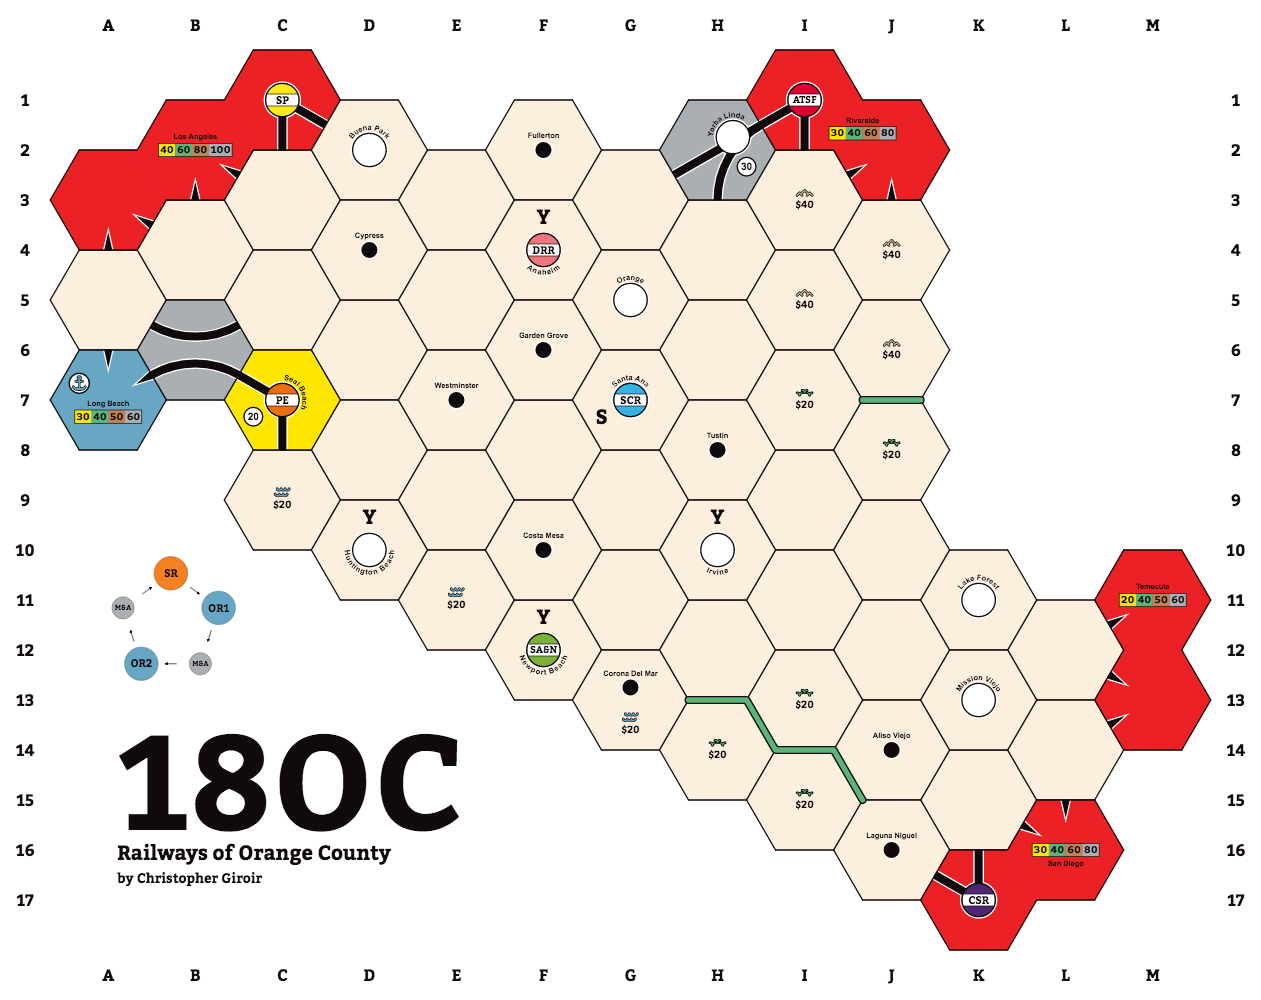 A B C D E F G H I J K L M
1 SP ATSF 1
Riverside
30 40 60 80
Los Angeles
40 60 80 100
Buena Park
Fullerton
Yorba Linda
30
2 2
3 $40 3
Y
Cypress
DRR
Anaheim
4 $40 4
Orange
5 $40 5
Garden Grove
6 $40 6
Long Beach
30 40 50 60
Seal Beach
PE
20
Westminster
Santa Ana
SCR
S
7 $20 7
Tustin
8 $20 8
9 $20 9
Y Y
Huntington Beach
Costa Mesa
Irvine
10 10
SR
M&A
OR1
OR2
M&A
Lake Forest
Temecula
20 40 50 60
11 $20 11
Y
SA&N
Newport Beach
12 12
Corona Del Mar
$20
Mission Viejo
13 $20 13
Aliso Viejo
14 $20 14
15 $20 15
18OC
Railways of Orange County
by Christopher Giroir
Laguna Niguel
30 40 60 80
San Diego
16 16
17 CSR 17
A B C D E F G H I J K L M